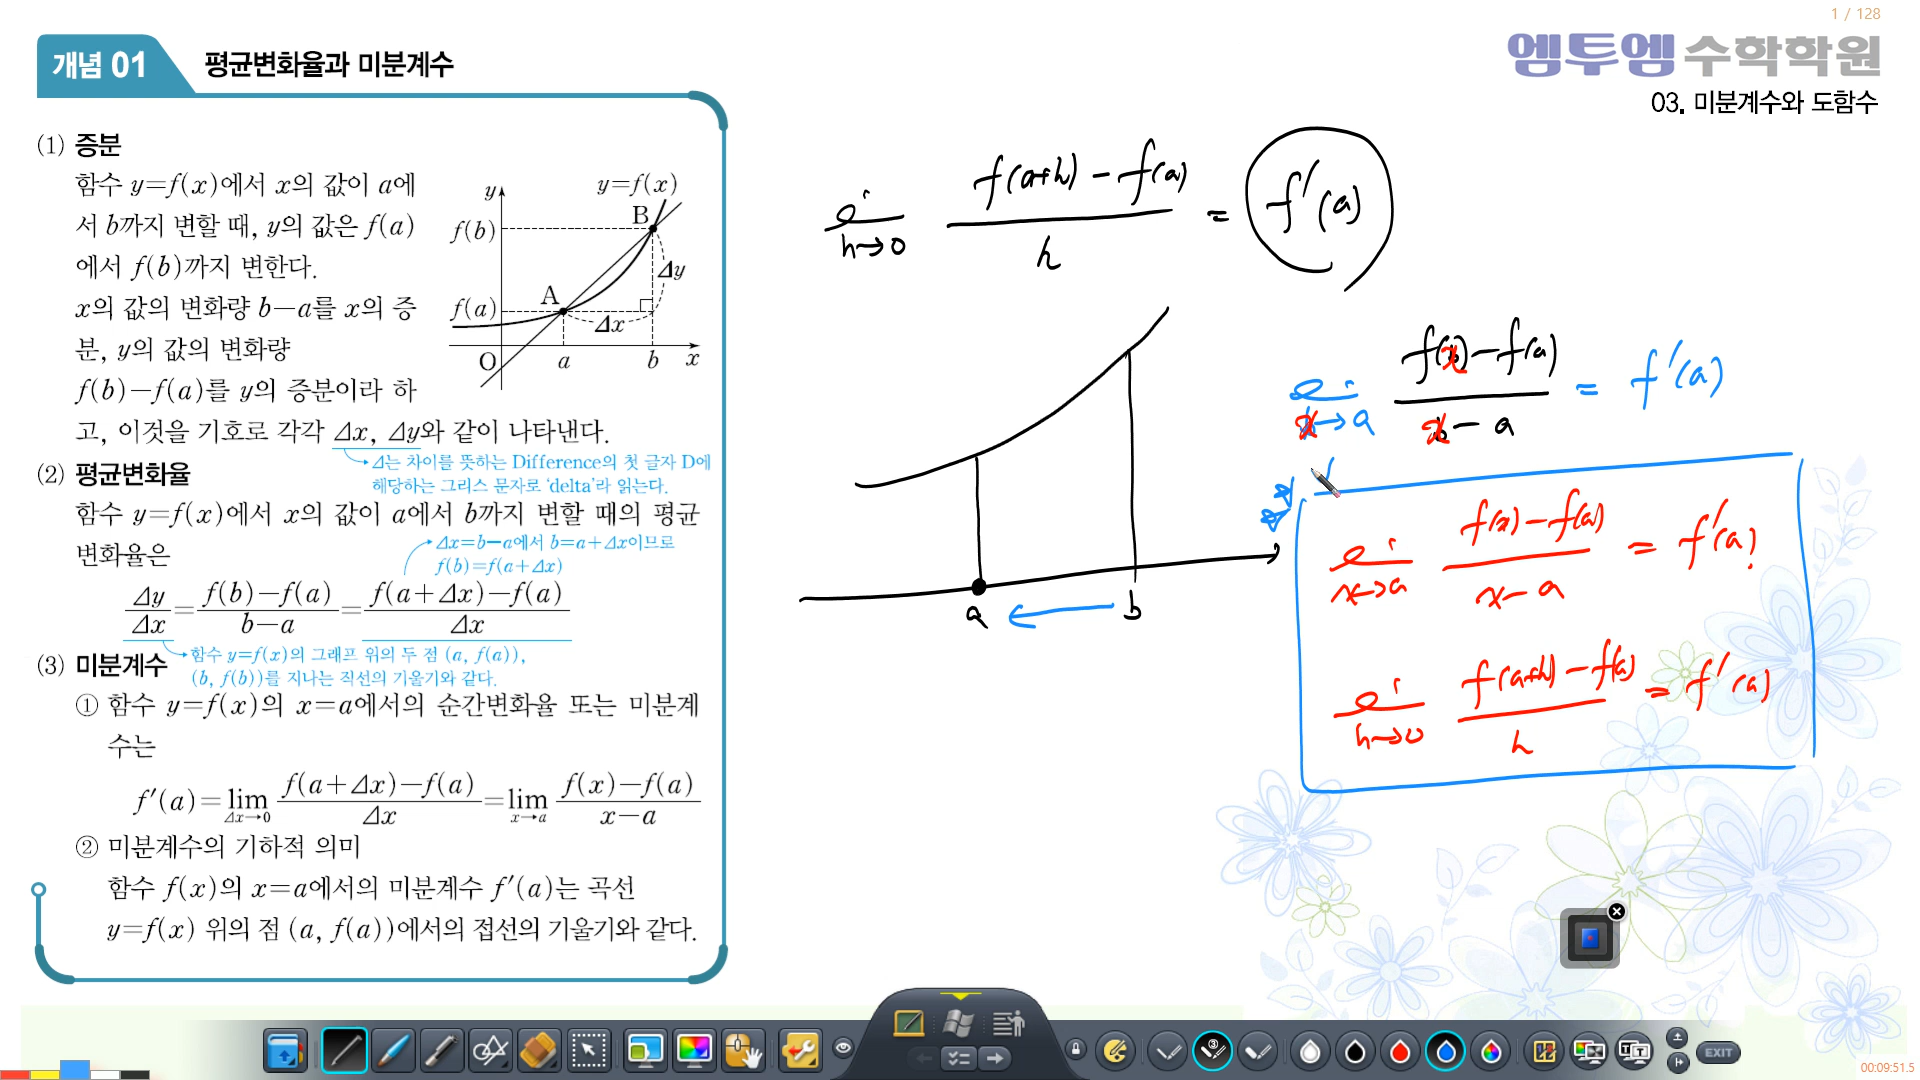 1 / 128
엠투엠 수학학원
03. 미분계수와 도함수
개념 01 평균변화율과 미분계수
(1) 증분
함수 y=f(x)에서 x의 값이 a에
서 b까지 변할 때, y의 값은 f(a)
에서 f(b)까지 변한다.
x의 값의 변화량 b-a를 x의 증
분, y의 값의 변화량
f(b)-f(a)를 y의 증분이라 하
고, 이것을 기호로 각각 Δx, Δy와 같이 나타낸다.
y
y=f(x)
B
f(b)
Δy
A
f(a)
Δx
O a b x
Δ는 차이를 뜻하는 Difference의 첫 글자 D에
해당하는 그리스 문자로 'delta'라 읽는다.
(2) 평균변화율
함수 y=f(x)에서 x의 값이 a에서 b까지 변할 때의 평균
변화율은
Δx=b-a에서 b=a+Δx이므로
f(b)=f(a+Δx)
Δy/Δx = (f(b)-f(a))/(b-a) = (f(a+Δx)-f(a))/Δx
함수 y=f(x)의 그래프 위의 두 점 (a, f(a)),
(b, f(b))를 지나는 직선의 기울기와 같다.
(3) 미분계수
① 함수 y=f(x)의 x=a에서의 순간변화율 또는 미분계
수는
f'(a)=lim Δx→0 (f(a+Δx)-f(a))/Δx = lim x→a (f(x)-f(a))/(x-a)
② 미분계수의 기하적 의미
함수 f(x)의 x=a에서의 미분계수 f'(a)는 곡선
y=f(x) 위의 점 (a, f(a))에서의 접선의 기울기와 같다.
lim h→0 (f(a+h)-f(a))/h = f'(a)
a b
lim x→a (f(x)-f(a))/(x-a) = f'(a)
lim x→a (f(x)-f(a))/(x-a) = f'(a)
lim h→0 (f(a+h)-f(a))/h = f'(a)
EXIT
00:09:51.5